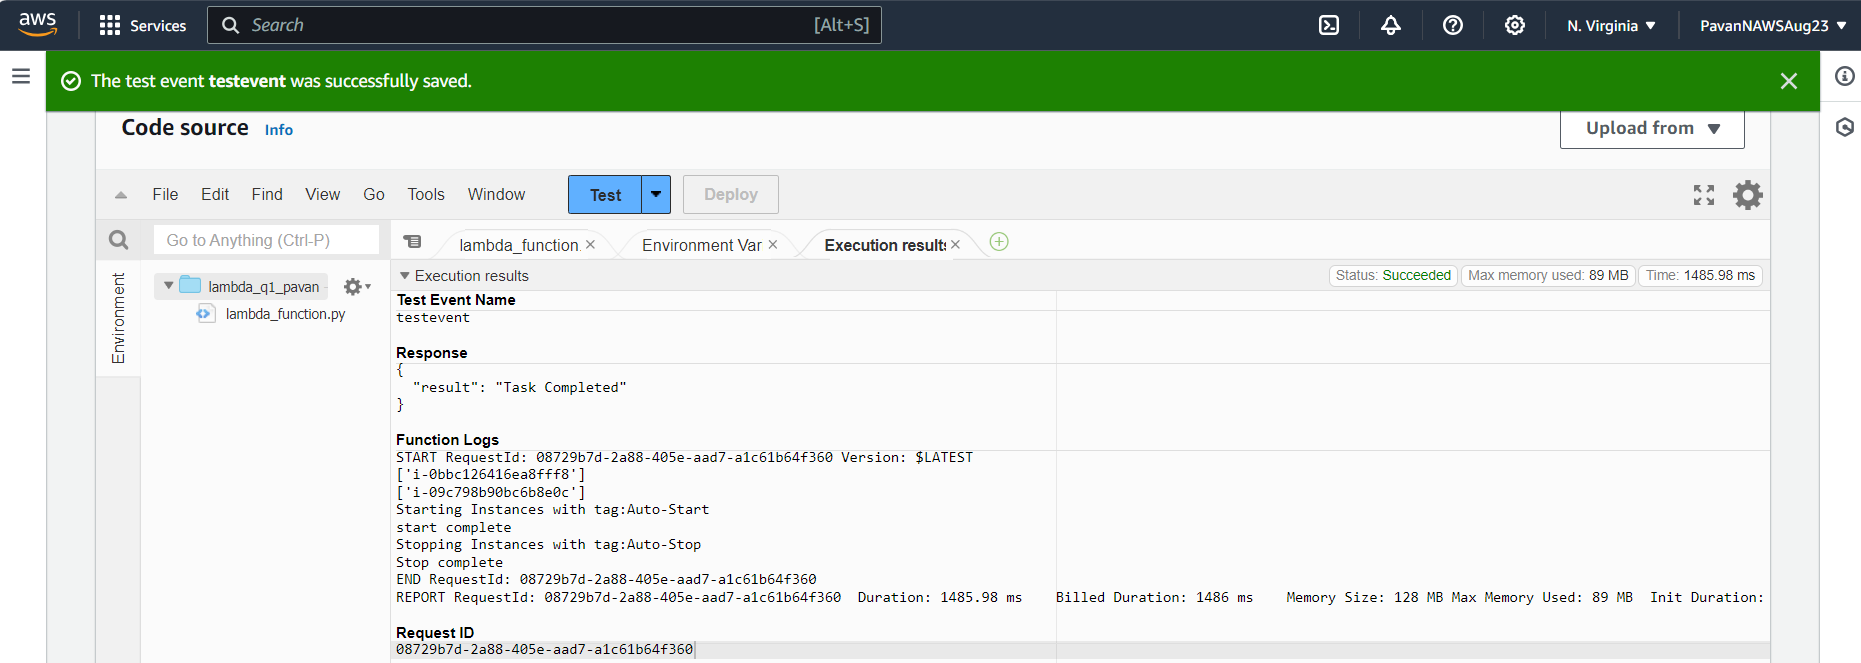 aws Services Search [Alt+S] N. Virginia PavanNAWSAug23
The test event testevent was successfully saved.
Code source Info Upload from
File Edit Find View Go Tools Window Test Deploy
Go to Anything (Ctrl-P) lambda_function. Environment Var Execution results
Environment
lambda_q1_pavan
lambda_function.py
Execution results Status: Succeeded Max memory used: 89 MB Time: 1485.98 ms
Test Event Name
testevent
Response
{
"result": "Task Completed"
}
Function Logs
START RequestId: 08729b7d-2a88-405e-aad7-a1c61b64f360 Version: $LATEST
['i-0bbc126416ea8fff8']
['i-09c798b90bc6b8e0c']
Starting Instances with tag:Auto-Start
start complete
Stopping Instances with tag:Auto-Stop
Stop complete
END RequestId: 08729b7d-2a88-405e-aad7-a1c61b64f360
REPORT RequestId: 08729b7d-2a88-405e-aad7-a1c61b64f360 Duration: 1485.98 ms Billed Duration: 1486 ms Memory Size: 128 MB Max Memory Used: 89 MB Init Duration:
Request ID
08729b7d-2a88-405e-aad7-a1c61b64f360